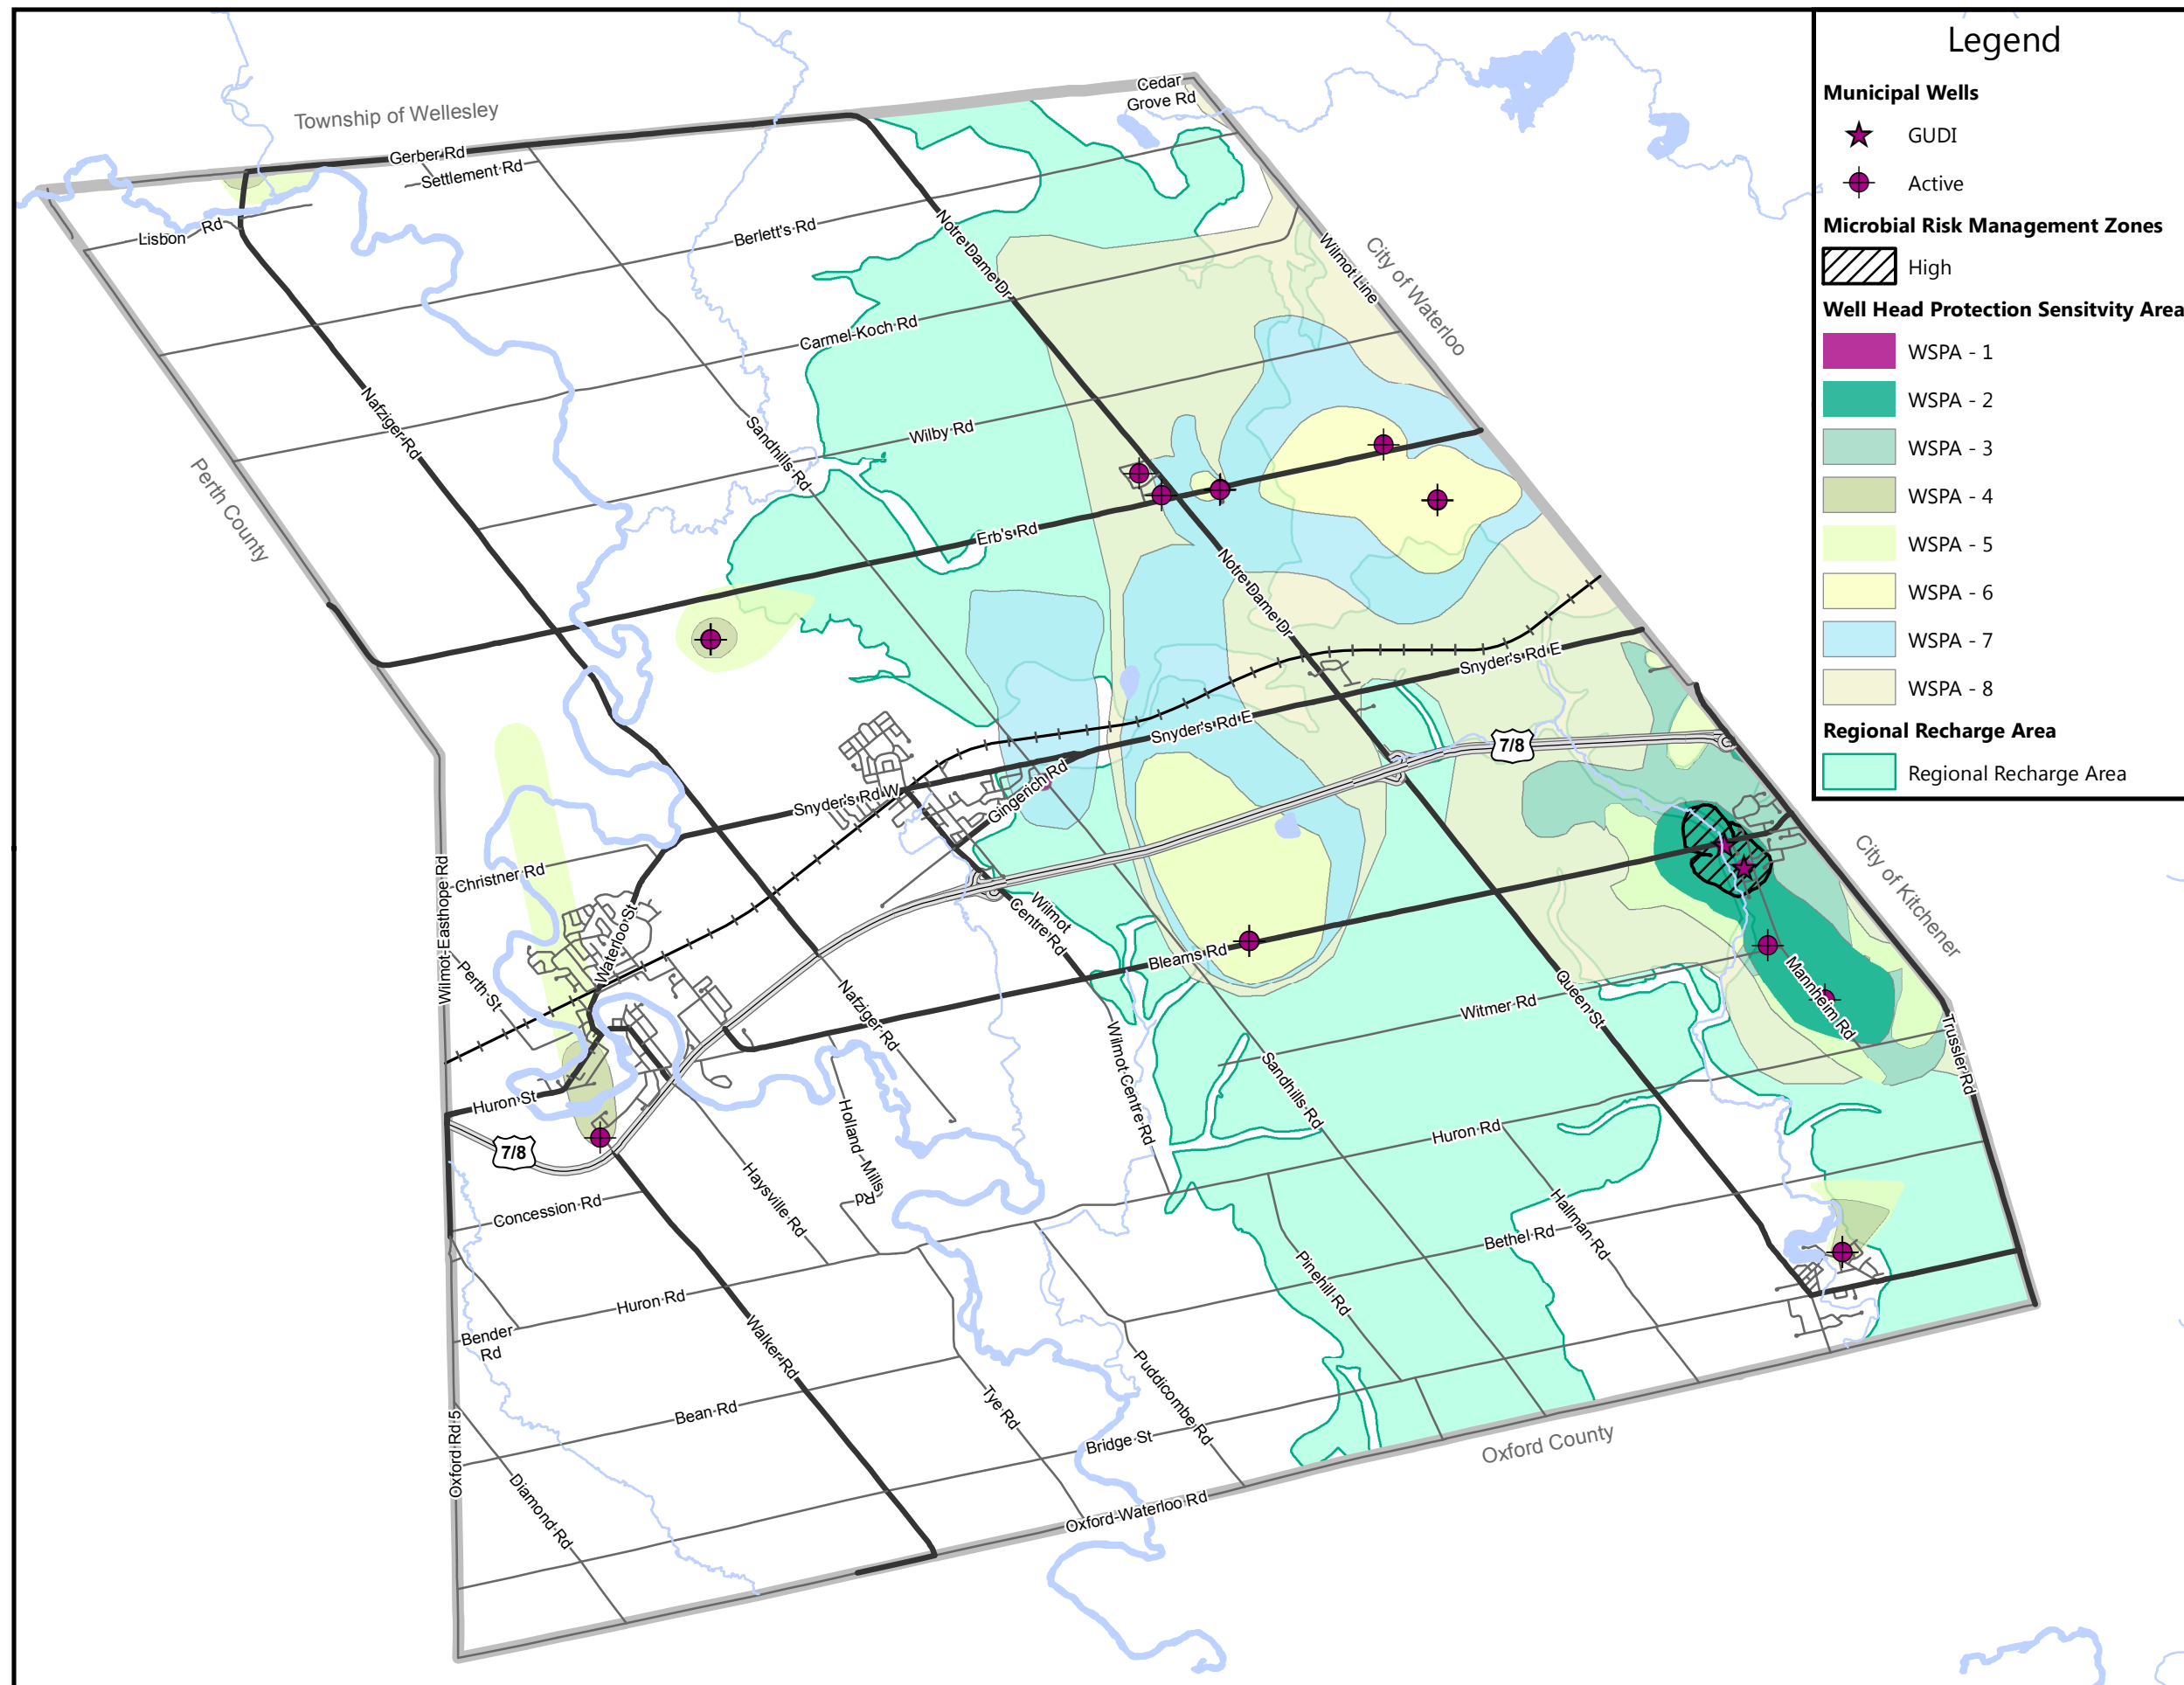 Legend
Municipal Wells
GUDI
Active
Microbial Risk Management Zones
High
Well Head Protection Sensitvity Area
WSPA - 1
WSPA - 2
WSPA - 3
WSPA - 4
WSPA - 5
WSPA - 6
WSPA - 7
WSPA - 8
Regional Recharge Area
Regional Recharge Area
Township of Wellesley
Cedar
Grove Rd
Gerber Rd
Settlement Rd
Lisbon Rd
Berlett's Rd
Notre Dame Dr
Wilmot Line
City of Waterloo
Carmel-Koch Rd
Nafziger Rd
Sandhills Rd
Wilby Rd
Perth County
Erb's Rd
Notre Dame Dr
Snyder's Rd E
Snyder's Rd E
7/8
Gingerich Rd
Snyder's Rd W
Christner Rd
Wilmot-Easthope Rd
Waterloo St
Wilmot
Centre Rd
Bleams Rd
City of Kitchener
Perth St
Nafziger Rd
Queen St
Mannheim Rd
Witmer Rd
Trussler Rd
Wilmot Centre Rd
Sandhills Rd
Huron St
7/8
Holland Mills
Rd
Huron Rd
Haysville Rd
Concession Rd
Hallman Rd
Bethel Rd
Pinehill Rd
Huron Rd
Bender
Rd
Walker Rd
Puddicombe Rd
Tye Rd
Bean Rd
Bridge St
Oxford County
Oxford Rd 5
Diamond Rd
Oxford-Waterloo Rd